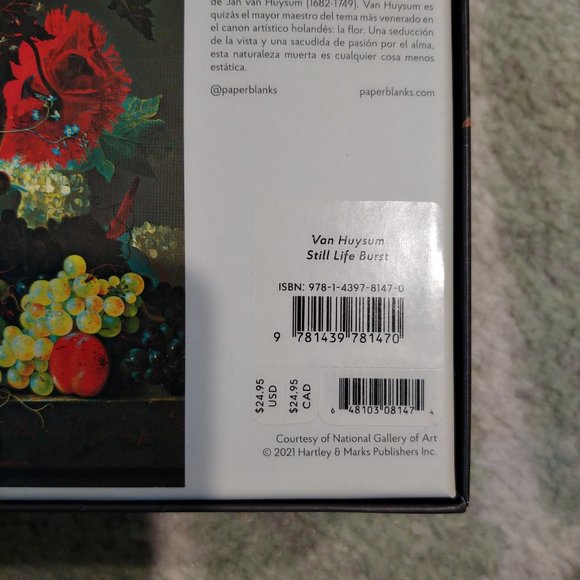 de Jan van Huysum (1682-1749). Van Huysum es
quizás el mayor maestro del tema más venerado en
el canon artístico holandés: la flor. Una seducción
de la vista y una sacudida de pasión por el alma,
esta naturaleza muerta es cualquier cosa menos
estática.
@paperblanks paperblanks.com
Van Huysum
Still Life Burst
ISBN: 978-1-4397-8147-0
9 781439 781470
$24.95 USD
$24.95 CAD
6 48103 08147 4
Courtesy of National Gallery of Art
© 2021 Hartley & Marks Publishers Inc.